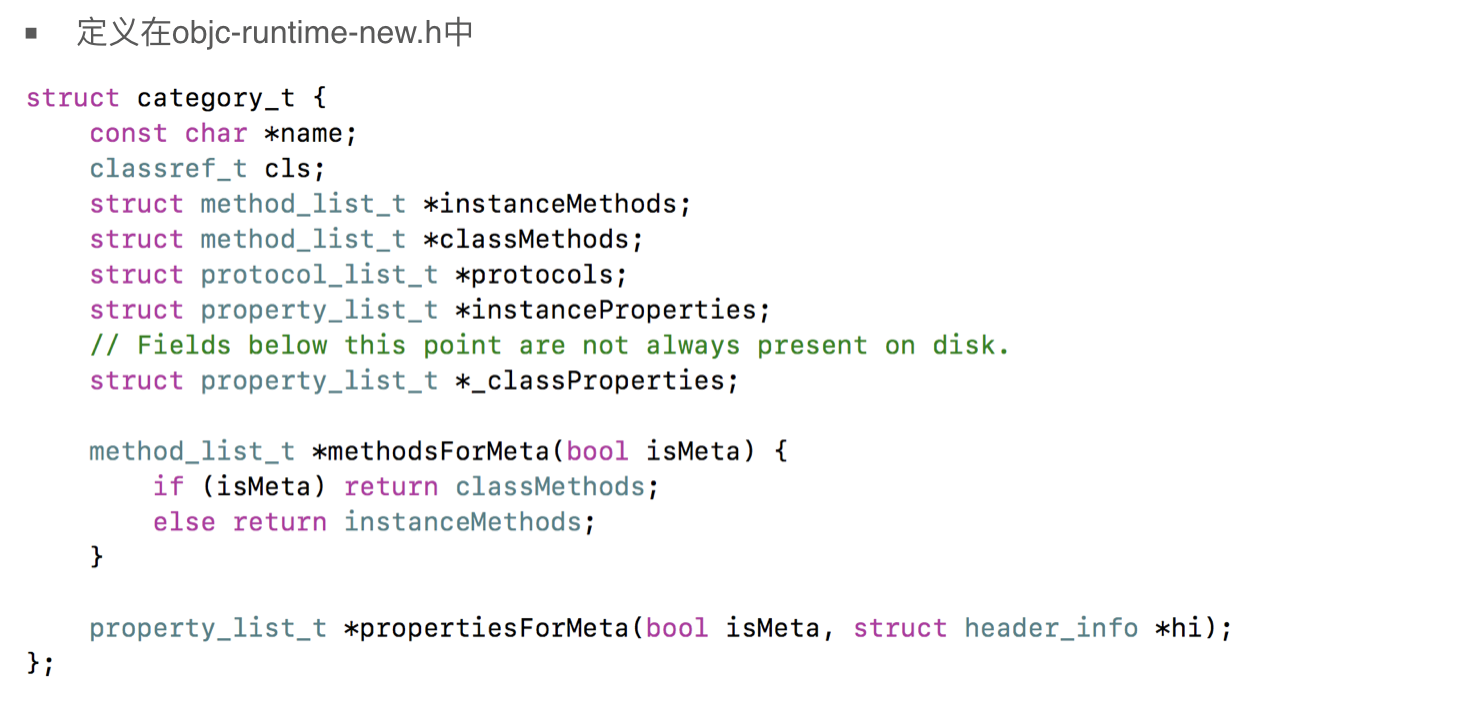 ▪ 定义在objc-runtime-new.h中
struct category_t {
    const char *name;
    classref_t cls;
    struct method_list_t *instanceMethods;
    struct method_list_t *classMethods;
    struct protocol_list_t *protocols;
    struct property_list_t *instanceProperties;
    // Fields below this point are not always present on disk.
    struct property_list_t *_classProperties;
    method_list_t *methodsForMeta(bool isMeta) {
        if (isMeta) return classMethods;
        else return instanceMethods;
    }
    property_list_t *propertiesForMeta(bool isMeta, struct header_info *hi);
};